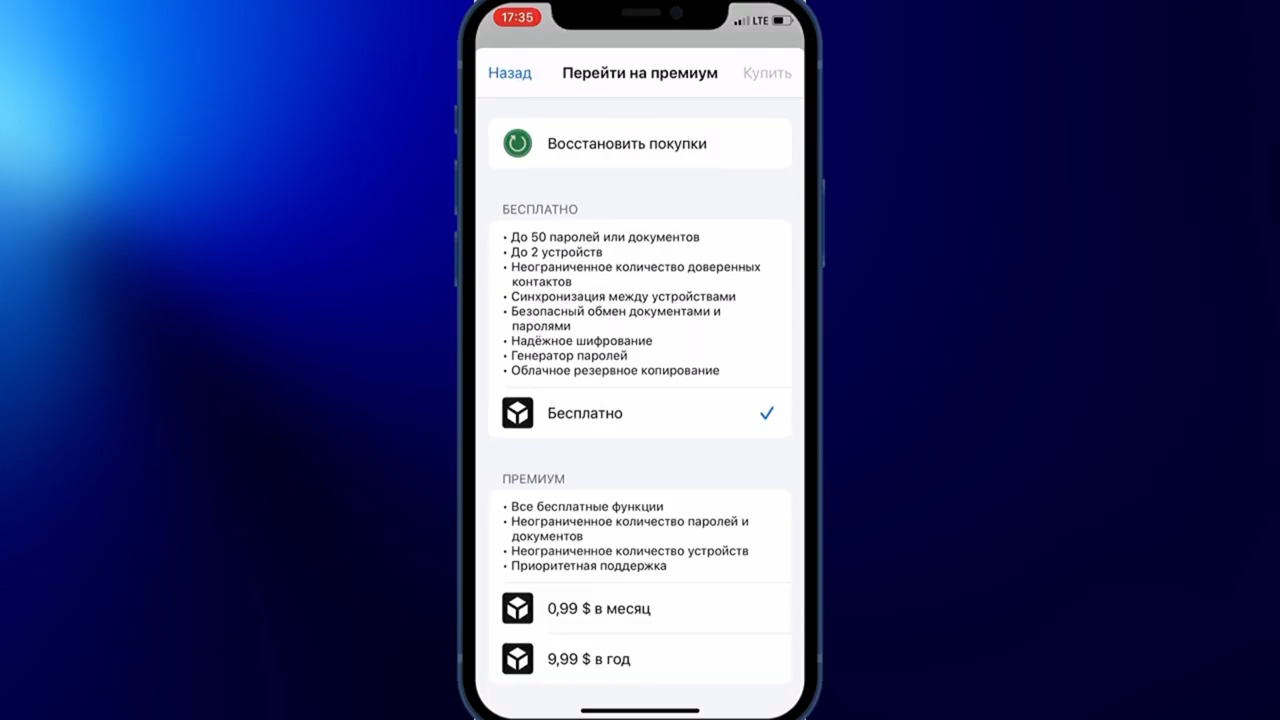 17:35
LTE
Назад
Перейти на премиум
Купить
Восстановить покупки
БЕСПЛАТНО
• До 50 паролей или документов
• До 2 устройств
• Неограниченное количество доверенных
контактов
• Синхронизация между устройствами
• Безопасный обмен документами и
паролями
• Надёжное шифрование
• Генератор паролей
• Облачное резервное копирование
Бесплатно
ПРЕМИУМ
• Все бесплатные функции
• Неограниченное количество паролей и
документов
• Неограниченное количество устройств
• Приоритетная поддержка
0,99 $ в месяц
9,99 $ в год